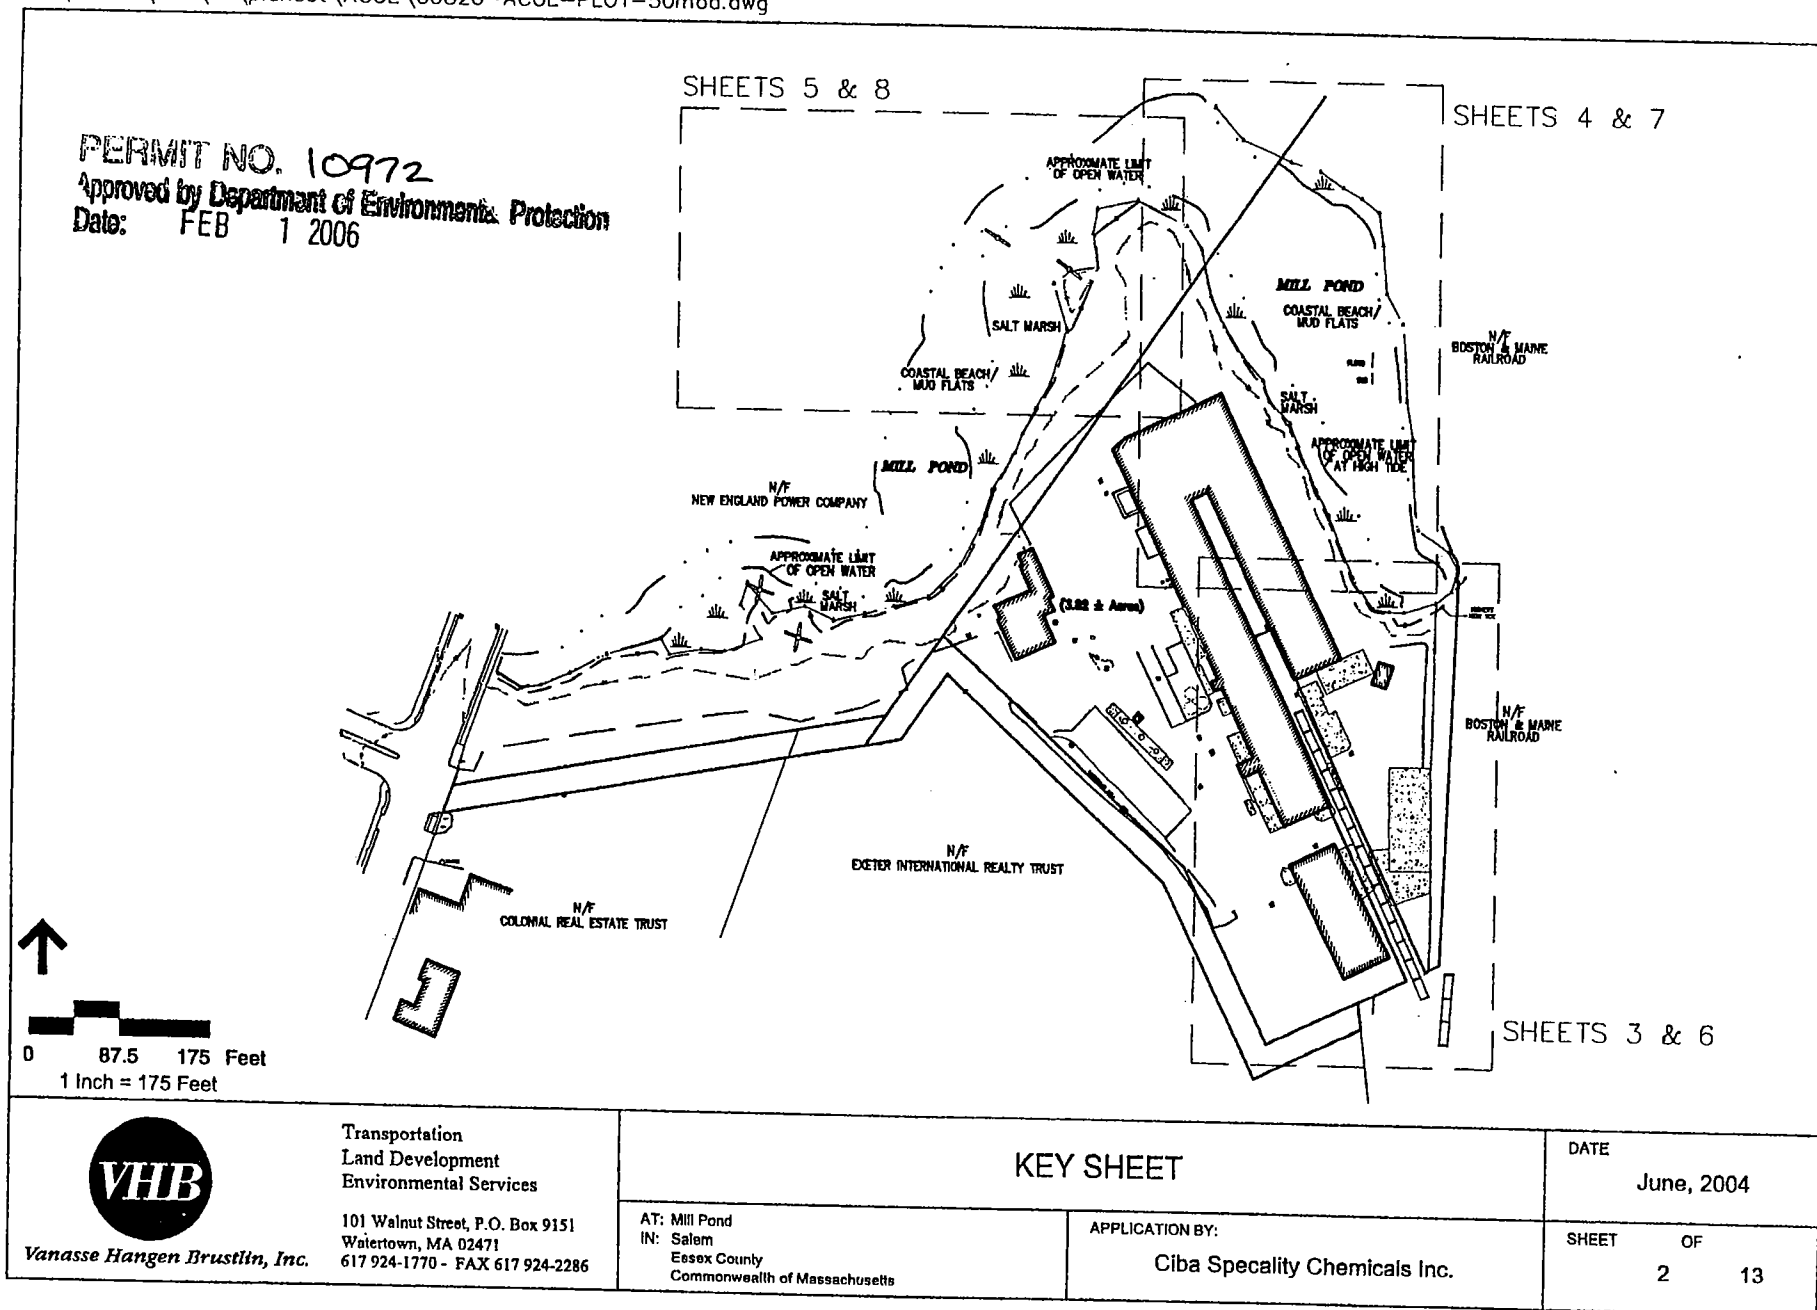 SHEETS 5 & 8
SHEETS 4 & 7
PERMIT NO. 10972
Approved by Department of Environmenta Protection
Date: FEB 1 2006
APPROXIMATE LIMIT
OF OPEN WATER
MILL POND
COASTAL BEACH/
MUD FLATS
SALT MARSH
N/F
BOSTON & MAINE
RAILROAD
COASTAL BEACH/
MUD FLATS
SALT
MARSH
APPROXIMATE LIMIT
OF OPEN WATER
AT HIGH TIDE
MILL POND
N/F
NEW ENGLAND POWER COMPANY
APPROXIMATE LIMIT
OF OPEN WATER
SALT
MARSH
(3.82 ± Acres)
N/F
BOSTON & MAINE
RAILROAD
N/F
EXETER INTERNATIONAL REALTY TRUST
N/F
COLONIAL REAL ESTATE TRUST
SHEETS 3 & 6
0 87.5 175 Feet
1 Inch = 175 Feet
VHB
Vanasse Hangen Brustlin, Inc.
Transportation
Land Development
Environmental Services
101 Walnut Street, P.O. Box 9151
Watertown, MA 02471
617 924-1770 - FAX 617 924-2286
KEY SHEET
AT: Mill Pond
IN: Salem
Essex County
Commonwealth of Massachusetts
APPLICATION BY:
Ciba Specality Chemicals Inc.
DATE
June, 2004
SHEET OF
2 13